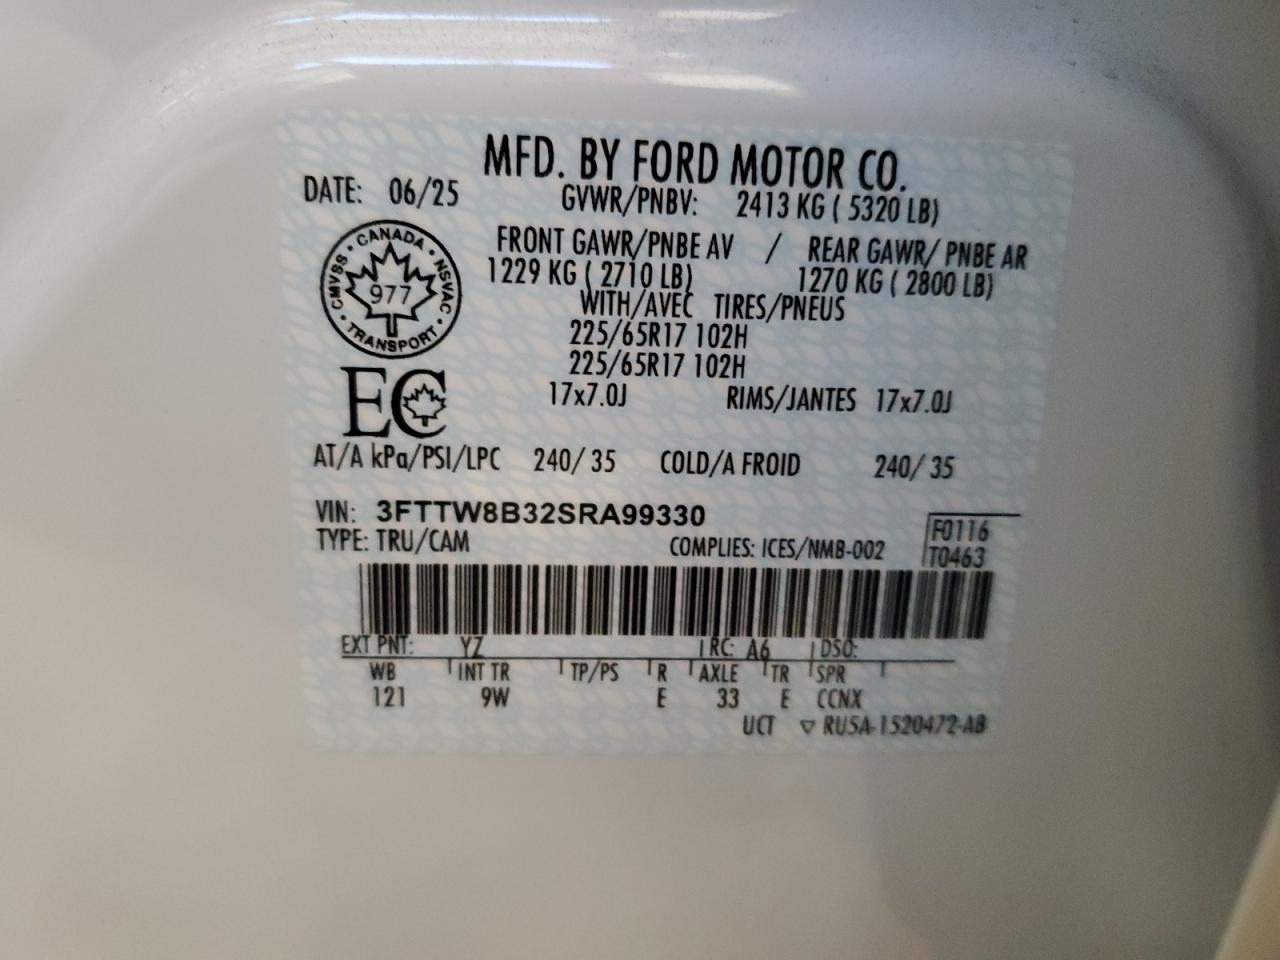 MFD. BY FORD MOTOR CO.
DATE: 06/25 GVWR/PNBV: 2413 KG ( 5320 LB)
FRONT GAWR/PNBE AV / REAR GAWR/ PNBE AR
1229 KG ( 2710 LB) 1270 KG ( 2800 LB)
WITH/AVEC TIRES/PNEUS
225/65R17 102H
225/65R17 102H
17x7.0J RIMS/JANTES 17x7.0J
CMVSS • CANADA • NSVAC • TRANSPORT •
977
EC
AT/A kPa/PSI/LPC 240/ 35 COLD/A FROID 240/ 35
VIN: 3FTTW8B32SRA99330
TYPE: TRU/CAM COMPLIES: ICES/NMB-002
F0116
T0463
EXT PNT: YZ RC: A6 DSO:
WB INT TR TP/PS R AXLE TR SPR
121 9W E 33 E CCNX
UCT ▽ RU5A-1520472-AB